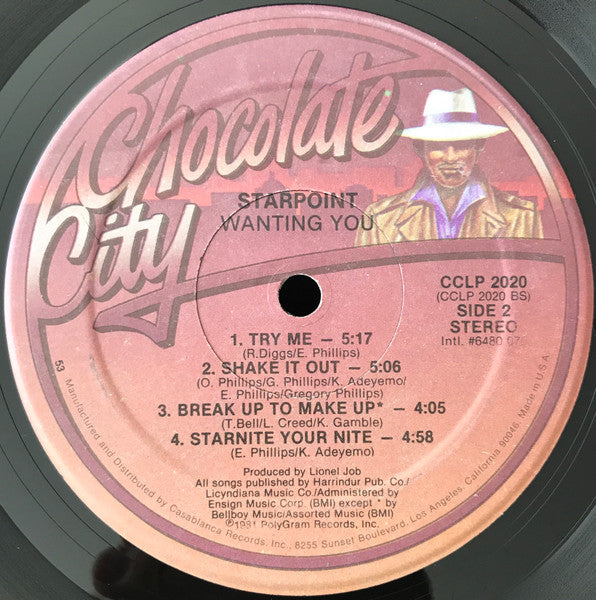 Chocolate
City
STARPOINT
WANTING YOU
CCLP 2020
(CCLP 2020 BS)
SIDE 2
STEREO
Intl. #6480 07
1. TRY ME – 5:17
(R.Diggs/E. Phillips)
2. SHAKE IT OUT – 5:06
(O. Phillips/G. Phillips/K. Adeyemo/
E. Phillips/Gregory Phillips)
3. BREAK UP TO MAKE UP* – 4:05
(T.Bell/L. Creed/K. Gamble)
4. STARNITE YOUR NITE – 4:58
(E. Phillips/K. Adeyemo)
Produced by Lionel Job
All songs published by Harrindur Pub. Co/
Licyndiana Music Co/Administered by
Ensign Music Corp. (BMI) except * by
Bellboy Music/Assorted Music (BMI)
℗1981 PolyGram Records, Inc.
53
Manufactured and Distributed by Casablanca Records, Inc., 8255 Sunset Boulevard, Los Angeles, California 90046, Made in U.S.A.